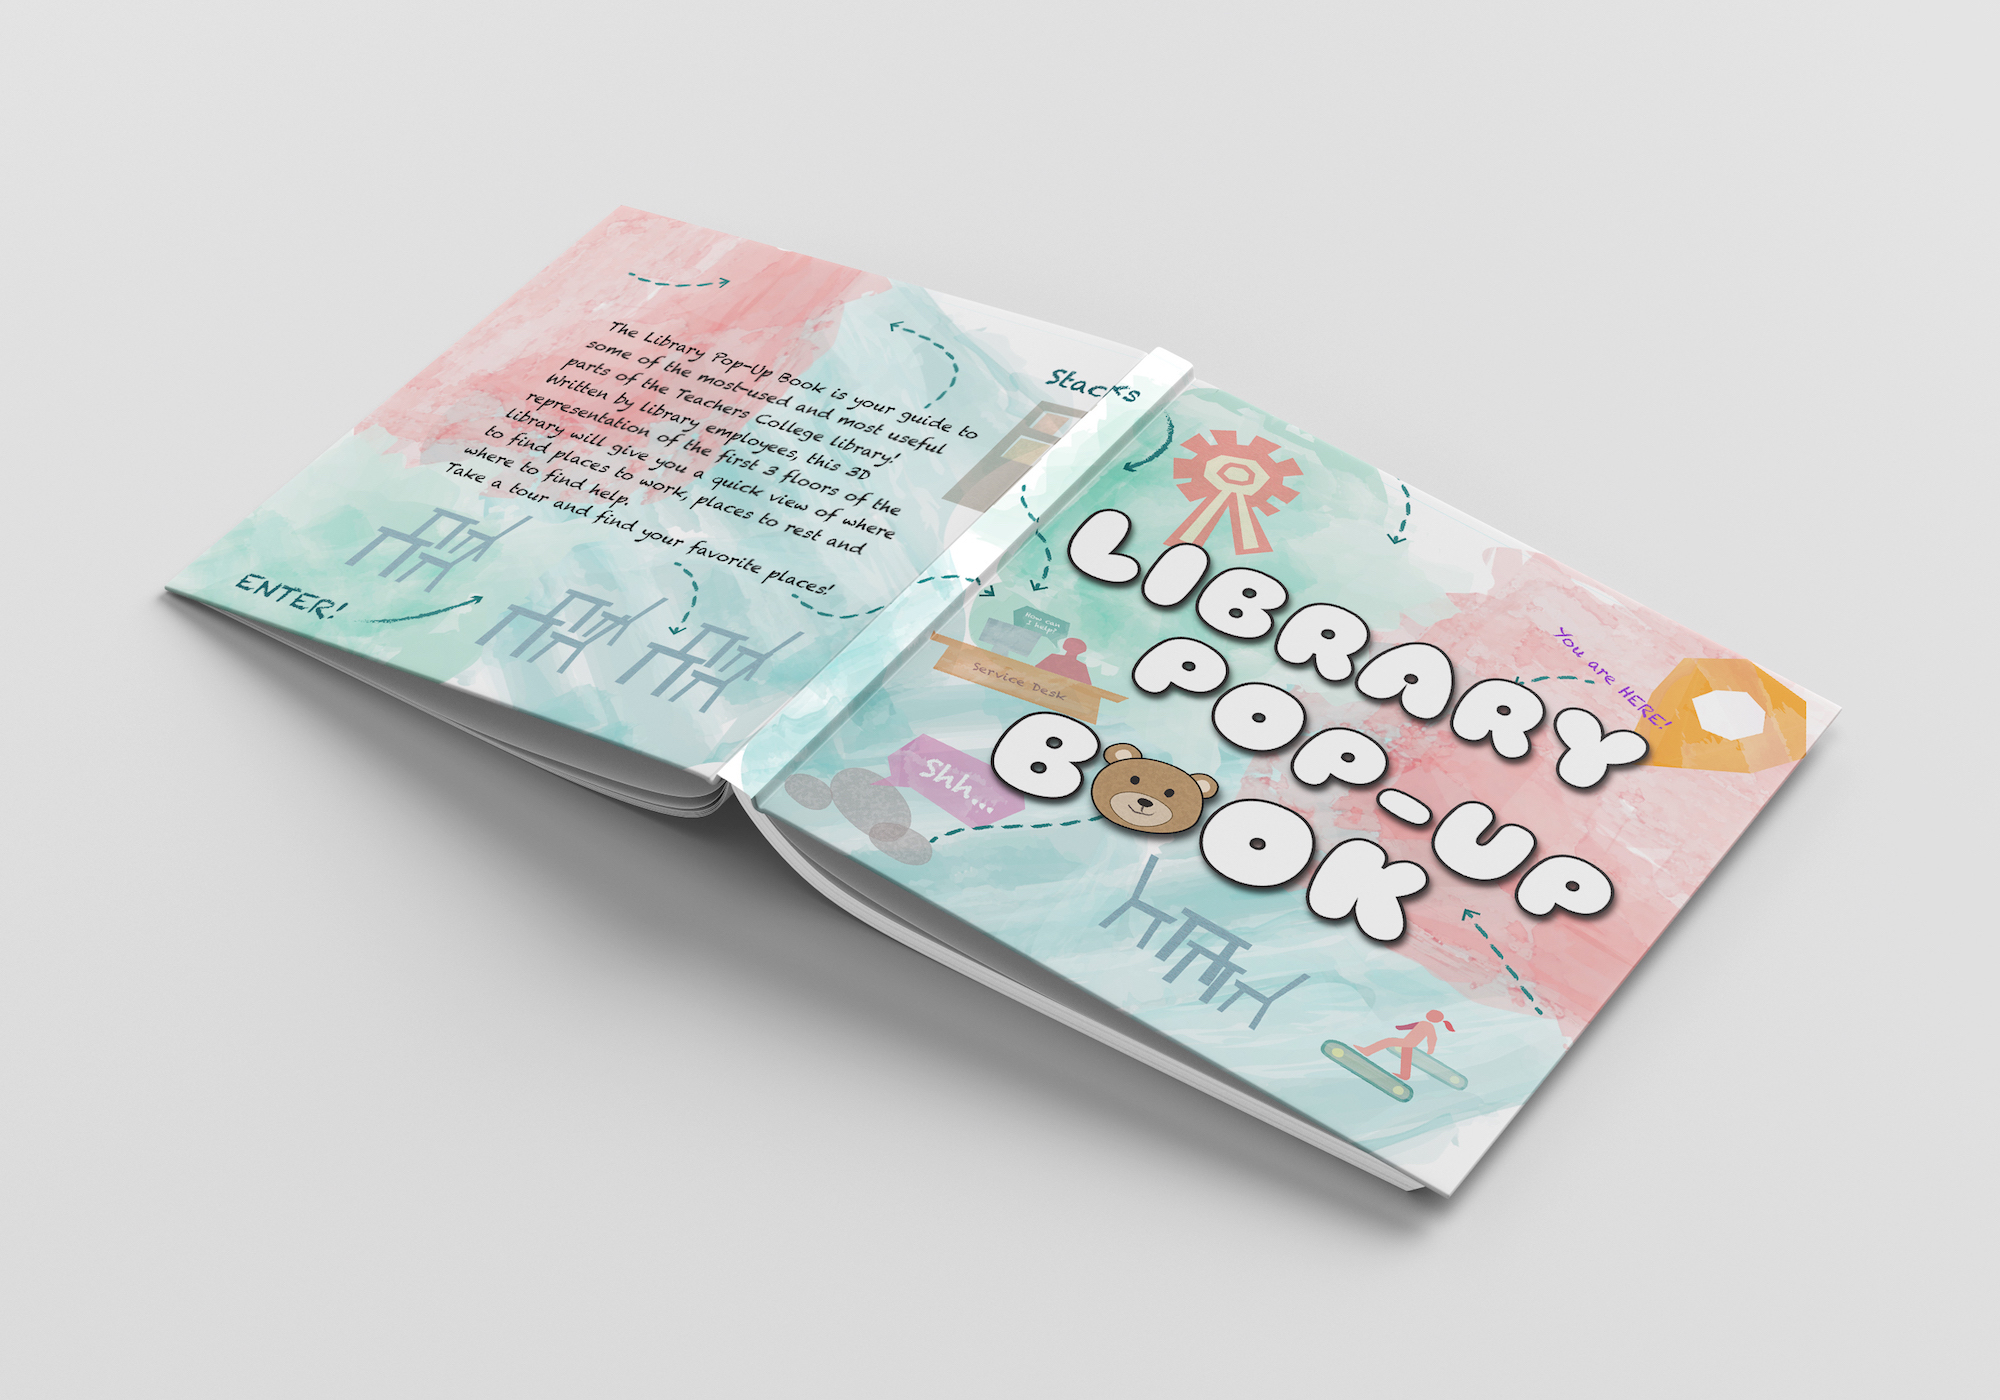 The Library Pop-Up Book is your guide to
some of the most-used and most useful
parts of the Teachers College library!
Written by library employees, this 3D
representation of the first 3 floors of the
library will give you a quick view of where
to find places to work, places to rest and
where to find help.
Take a tour and find your favorite places!
ENTER!
Stacks
LIBRARY
POP-UP
BOOK
You are HERE!
How can
I help?
Service Desk
Shh...